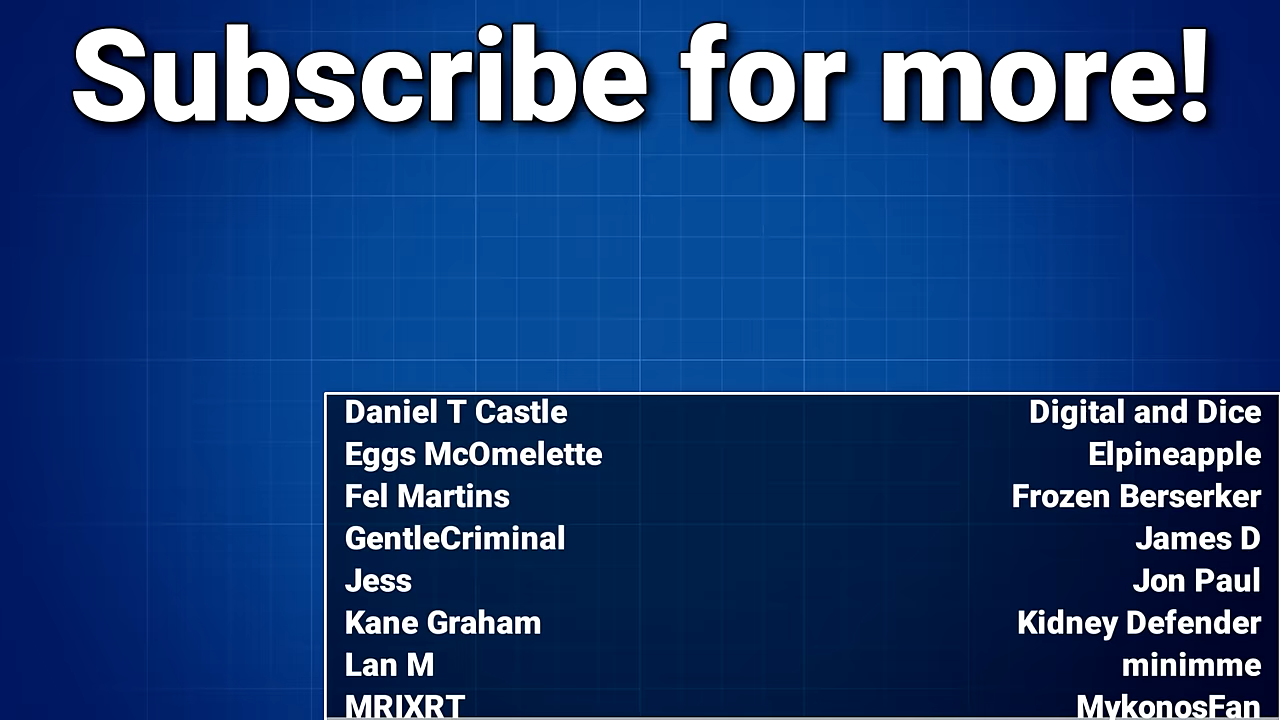 Subscribe for more!
Daniel T Castle Digital and Dice
Eggs McOmelette Elpineapple
Fel Martins Frozen Berserker
GentleCriminal James D
Jess Jon Paul
Kane Graham Kidney Defender
Lan M minimme
MRIXRT MykonosFan